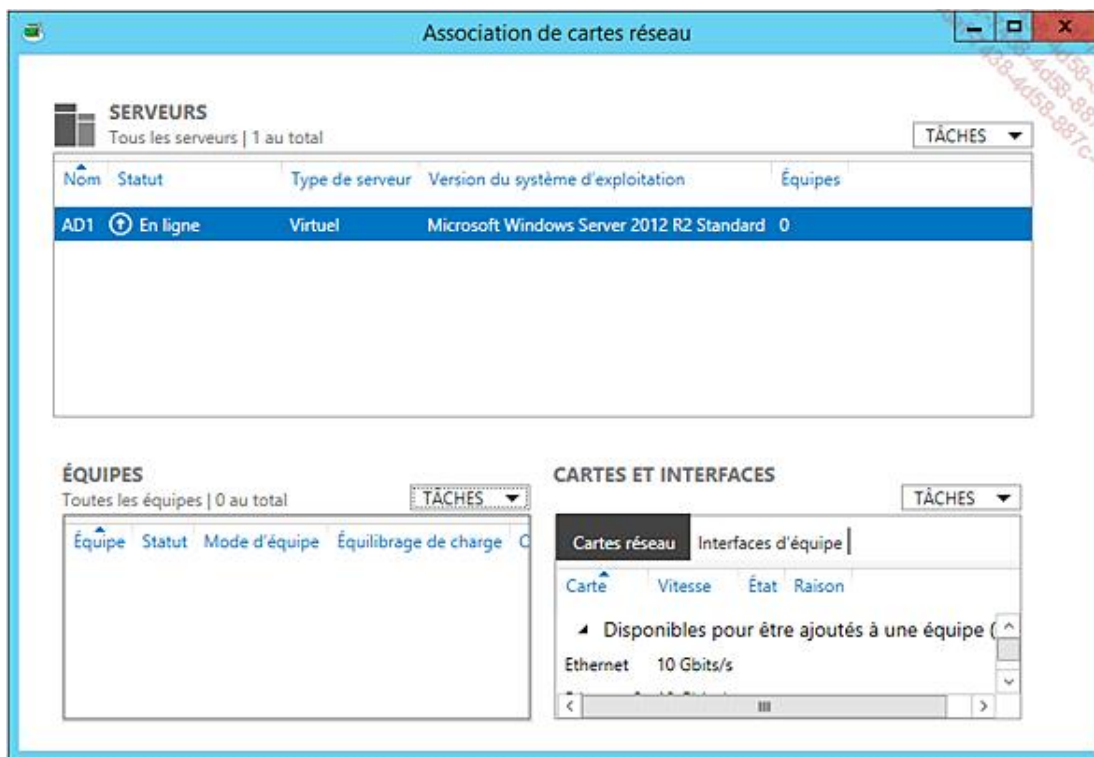 Association de cartes réseau
SERVEURS
Tous les serveurs | 1 au total
TÂCHES
Nom Statut Type de serveur Version du système d'exploitation Équipes
AD1 En ligne Virtuel Microsoft Windows Server 2012 R2 Standard 0
ÉQUIPES
Toutes les équipes | 0 au total
TÂCHES
Équipe Statut Mode d'équipe Équilibrage de charge C
CARTES ET INTERFACES
TÂCHES
Cartes réseau Interfaces d'équipe
Carte Vitesse État Raison
Disponibles pour être ajoutés à une équipe (
Ethernet 10 Gbits/s